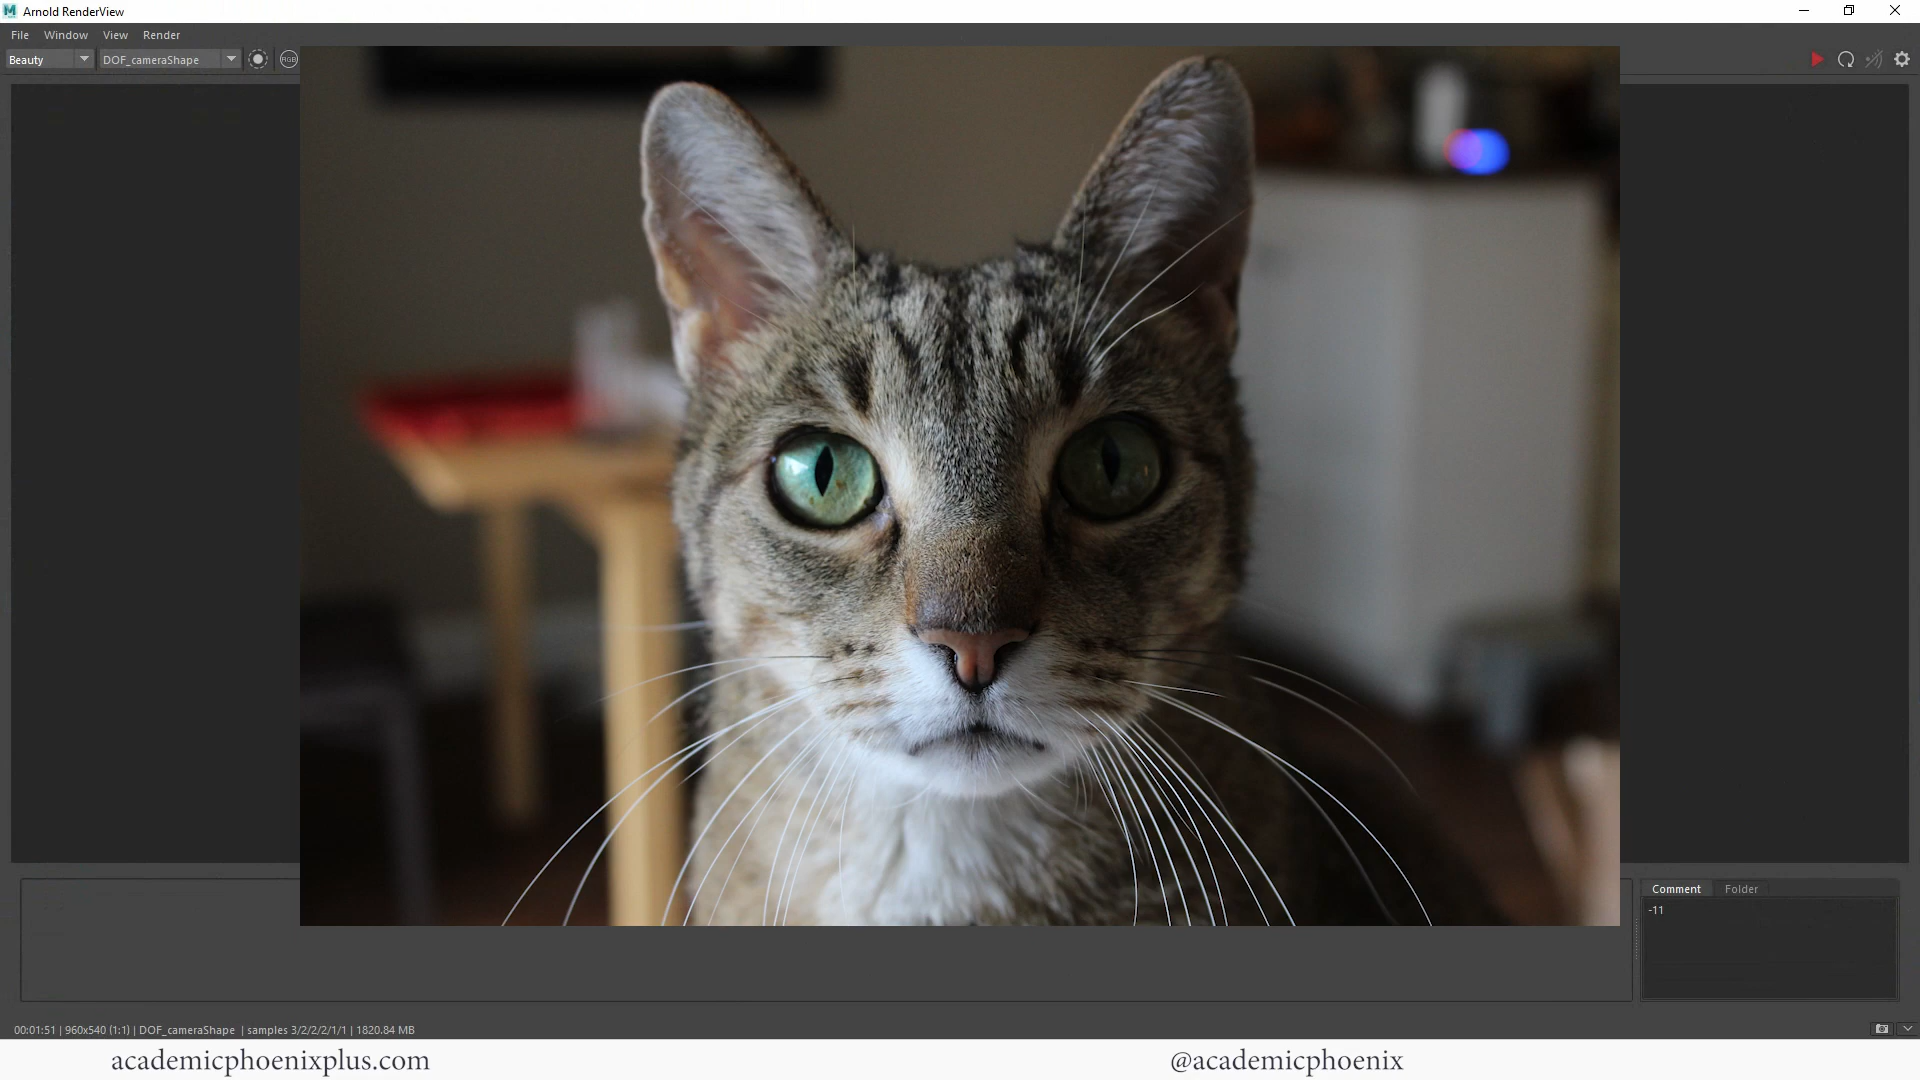 Arnold RenderView
File Window View Render
Beauty DOF_cameraShape RGB
Comment Folder
-11
00:01:51 | 960x540 (1:1) | DOF_cameraShape | samples 3/2/2/2/1/1 | 1820.84 MB
academicphoenixplus.com @academicphoenix